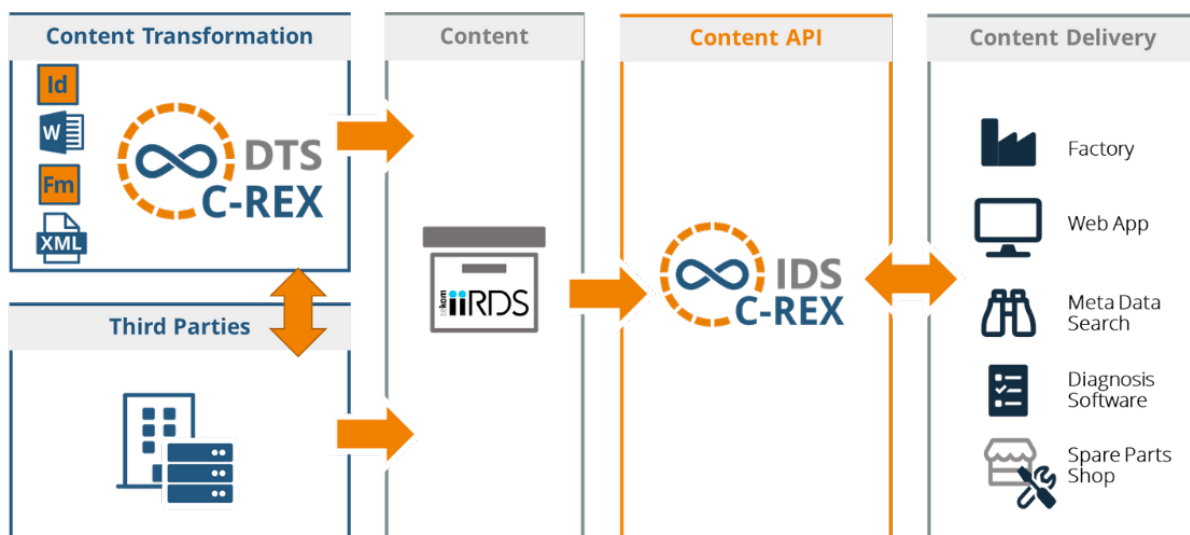 Content Transformation
Id
W
Fm
XML
DTS
C-REX
Third Parties
Content
tekom iiRDS
Content API
IDS
C-REX
Content Delivery
Factory
Web App
Meta Data
Search
Diagnosis
Software
Spare Parts
Shop